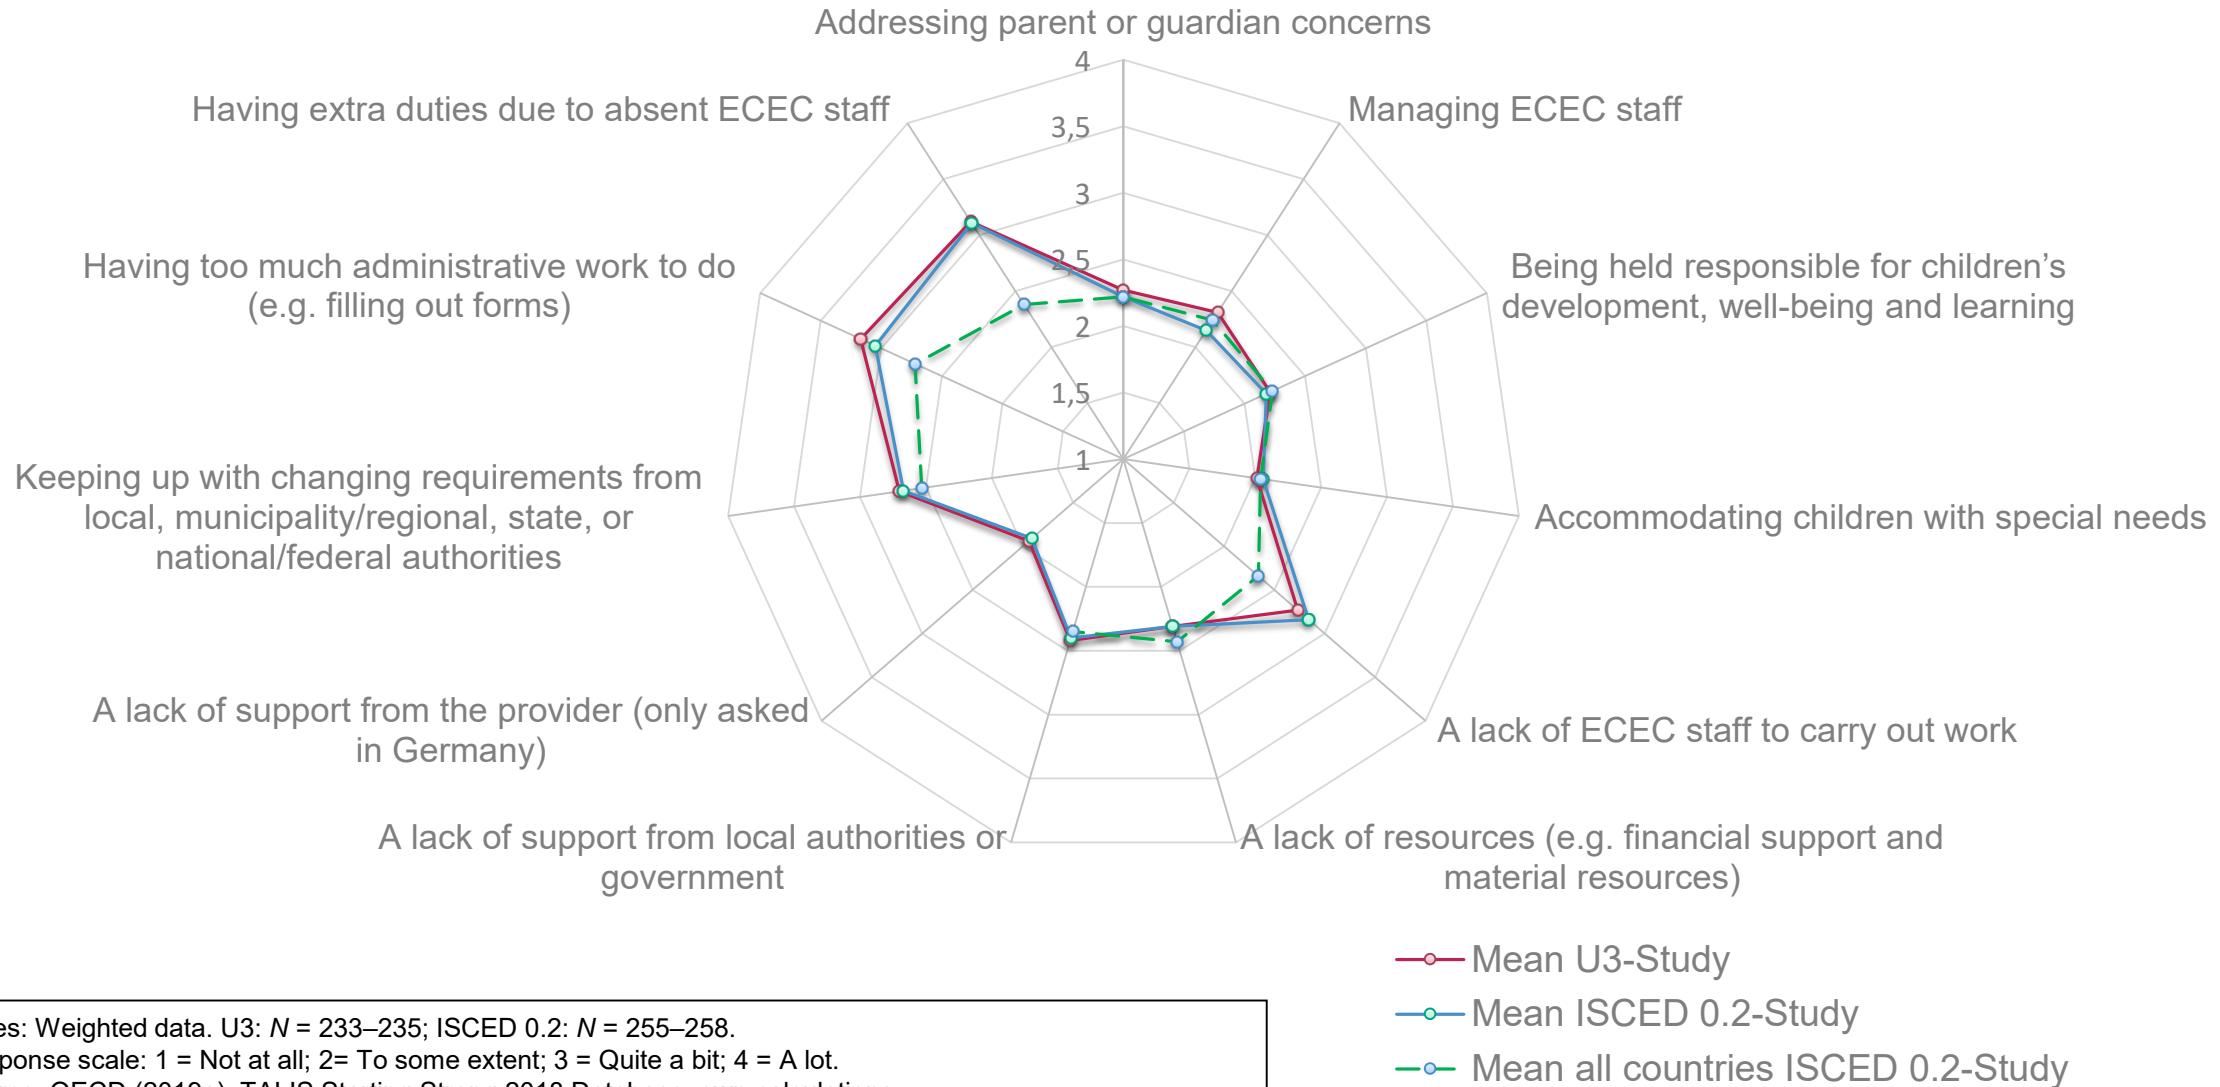 Addressing parent or guardian concerns
Managing ECEC staff
Being held responsible for children’s
development, well-being and learning
Accommodating children with special needs
A lack of ECEC staff to carry out work
A lack of resources (e.g. financial support and
material resources)
A lack of support from local authorities or
government
A lack of support from the provider (only asked
in Germany)
Keeping up with changing requirements from
local, municipality/regional, state, or
national/federal authorities
Having too much administrative work to do
(e.g. filling out forms)
Having extra duties due to absent ECEC staff
4
3,5
3
2,5
2
1,5
1
Mean U3-Study
Mean ISCED 0.2-Study
Mean all countries ISCED 0.2-Study
es: Weighted data. U3: N = 233–235; ISCED 0.2: N = 255–258.
ponse scale: 1 = Not at all; 2= To some extent; 3 = Quite a bit; 4 = A lot.